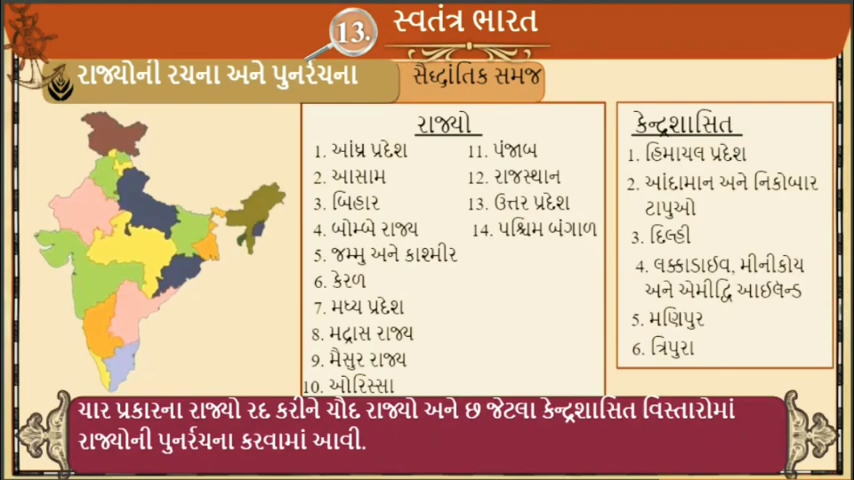 13.
સ્વતંત્ર ભારત
રાજ્યોની રચના અને પુનર્રચના
સૈદ્ધાંતિક સમજ
રાજ્યો
1. આંધ્ર પ્રદેશ
2. આસામ
3. બિહાર
4. બોમ્બે રાજ્ય
5. જમ્મુ અને કાશ્મીર
6. કેરળ
7. મધ્ય પ્રદેશ
8. મદ્રાસ રાજ્ય
9. મૈસુર રાજ્ય
10. ઓરિસ્સા
11. પંજાબ
12. રાજસ્થાન
13. ઉત્તર પ્રદેશ
14. પશ્ચિમ બંગાળ
કેન્દ્રશાસિત
1. હિમાચલ પ્રદેશ
2. આંદામાન અને નિકોબાર
ટાપુઓ
3. દિલ્હી
4. લક્કાડાઈવ, મીનીકોય
અને એમીદ્વિ આઈલૅન્ડ
5. મણિપુર
6. ત્રિપુરા
ચાર પ્રકારના રાજ્યો રદ કરીને ચૌદ રાજ્યો અને છ જેટલા કેન્દ્રશાસિત વિસ્તારોમાં
રાજ્યોની પુનર્રચના કરવામાં આવી.